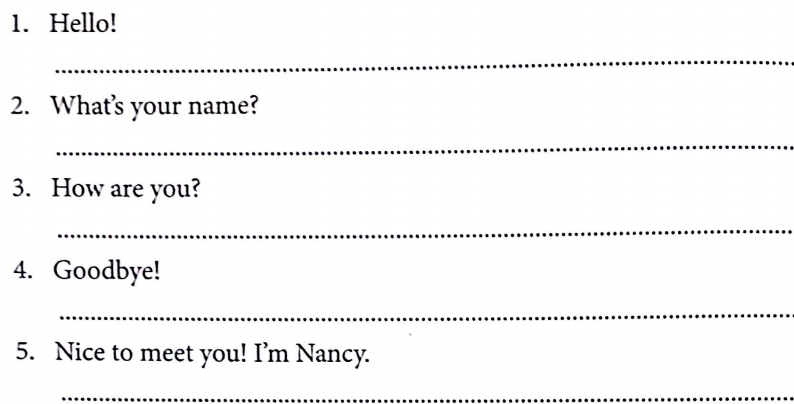 1. Hello!
2. What's your name?
3. How are you?
4. Goodbye!
5. Nice to meet you! I'm Nancy.